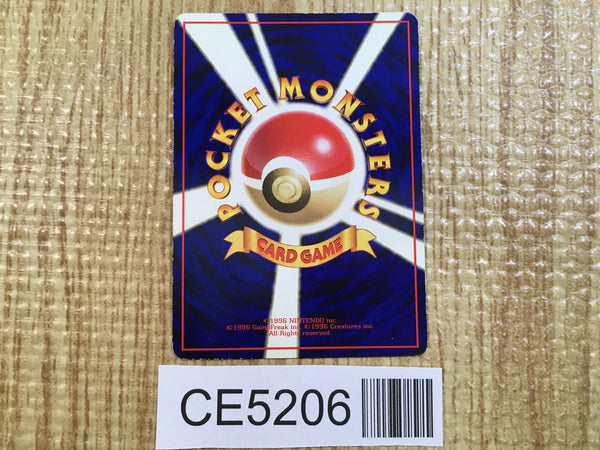 POCKET MONSTERS
CARD GAME
©1996 NINTENDO inc.
©1996 GameFreak inc. ©1996 Creatures inc.
All Rights reserved
CE5206